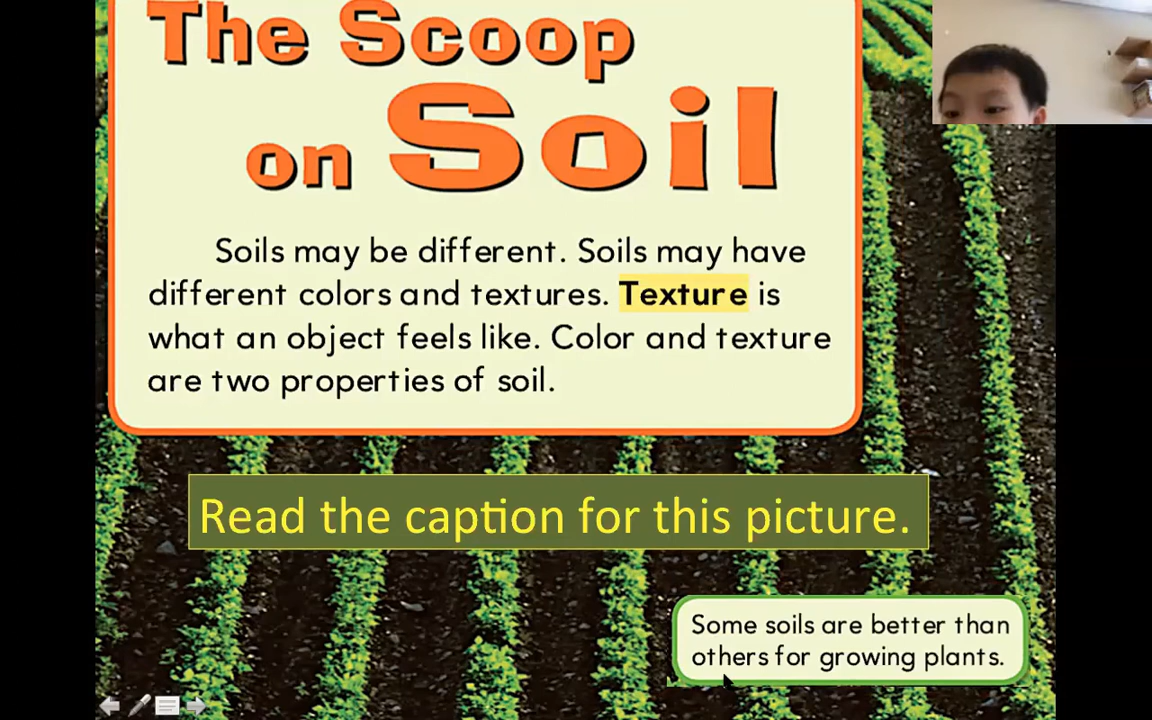 The Scoop
on Soil
Soils may be different. Soils may have
different colors and textures. Texture is
what an object feels like. Color and texture
are two properties of soil.
Read the caption for this picture.
Some soils are better than
others for growing plants.